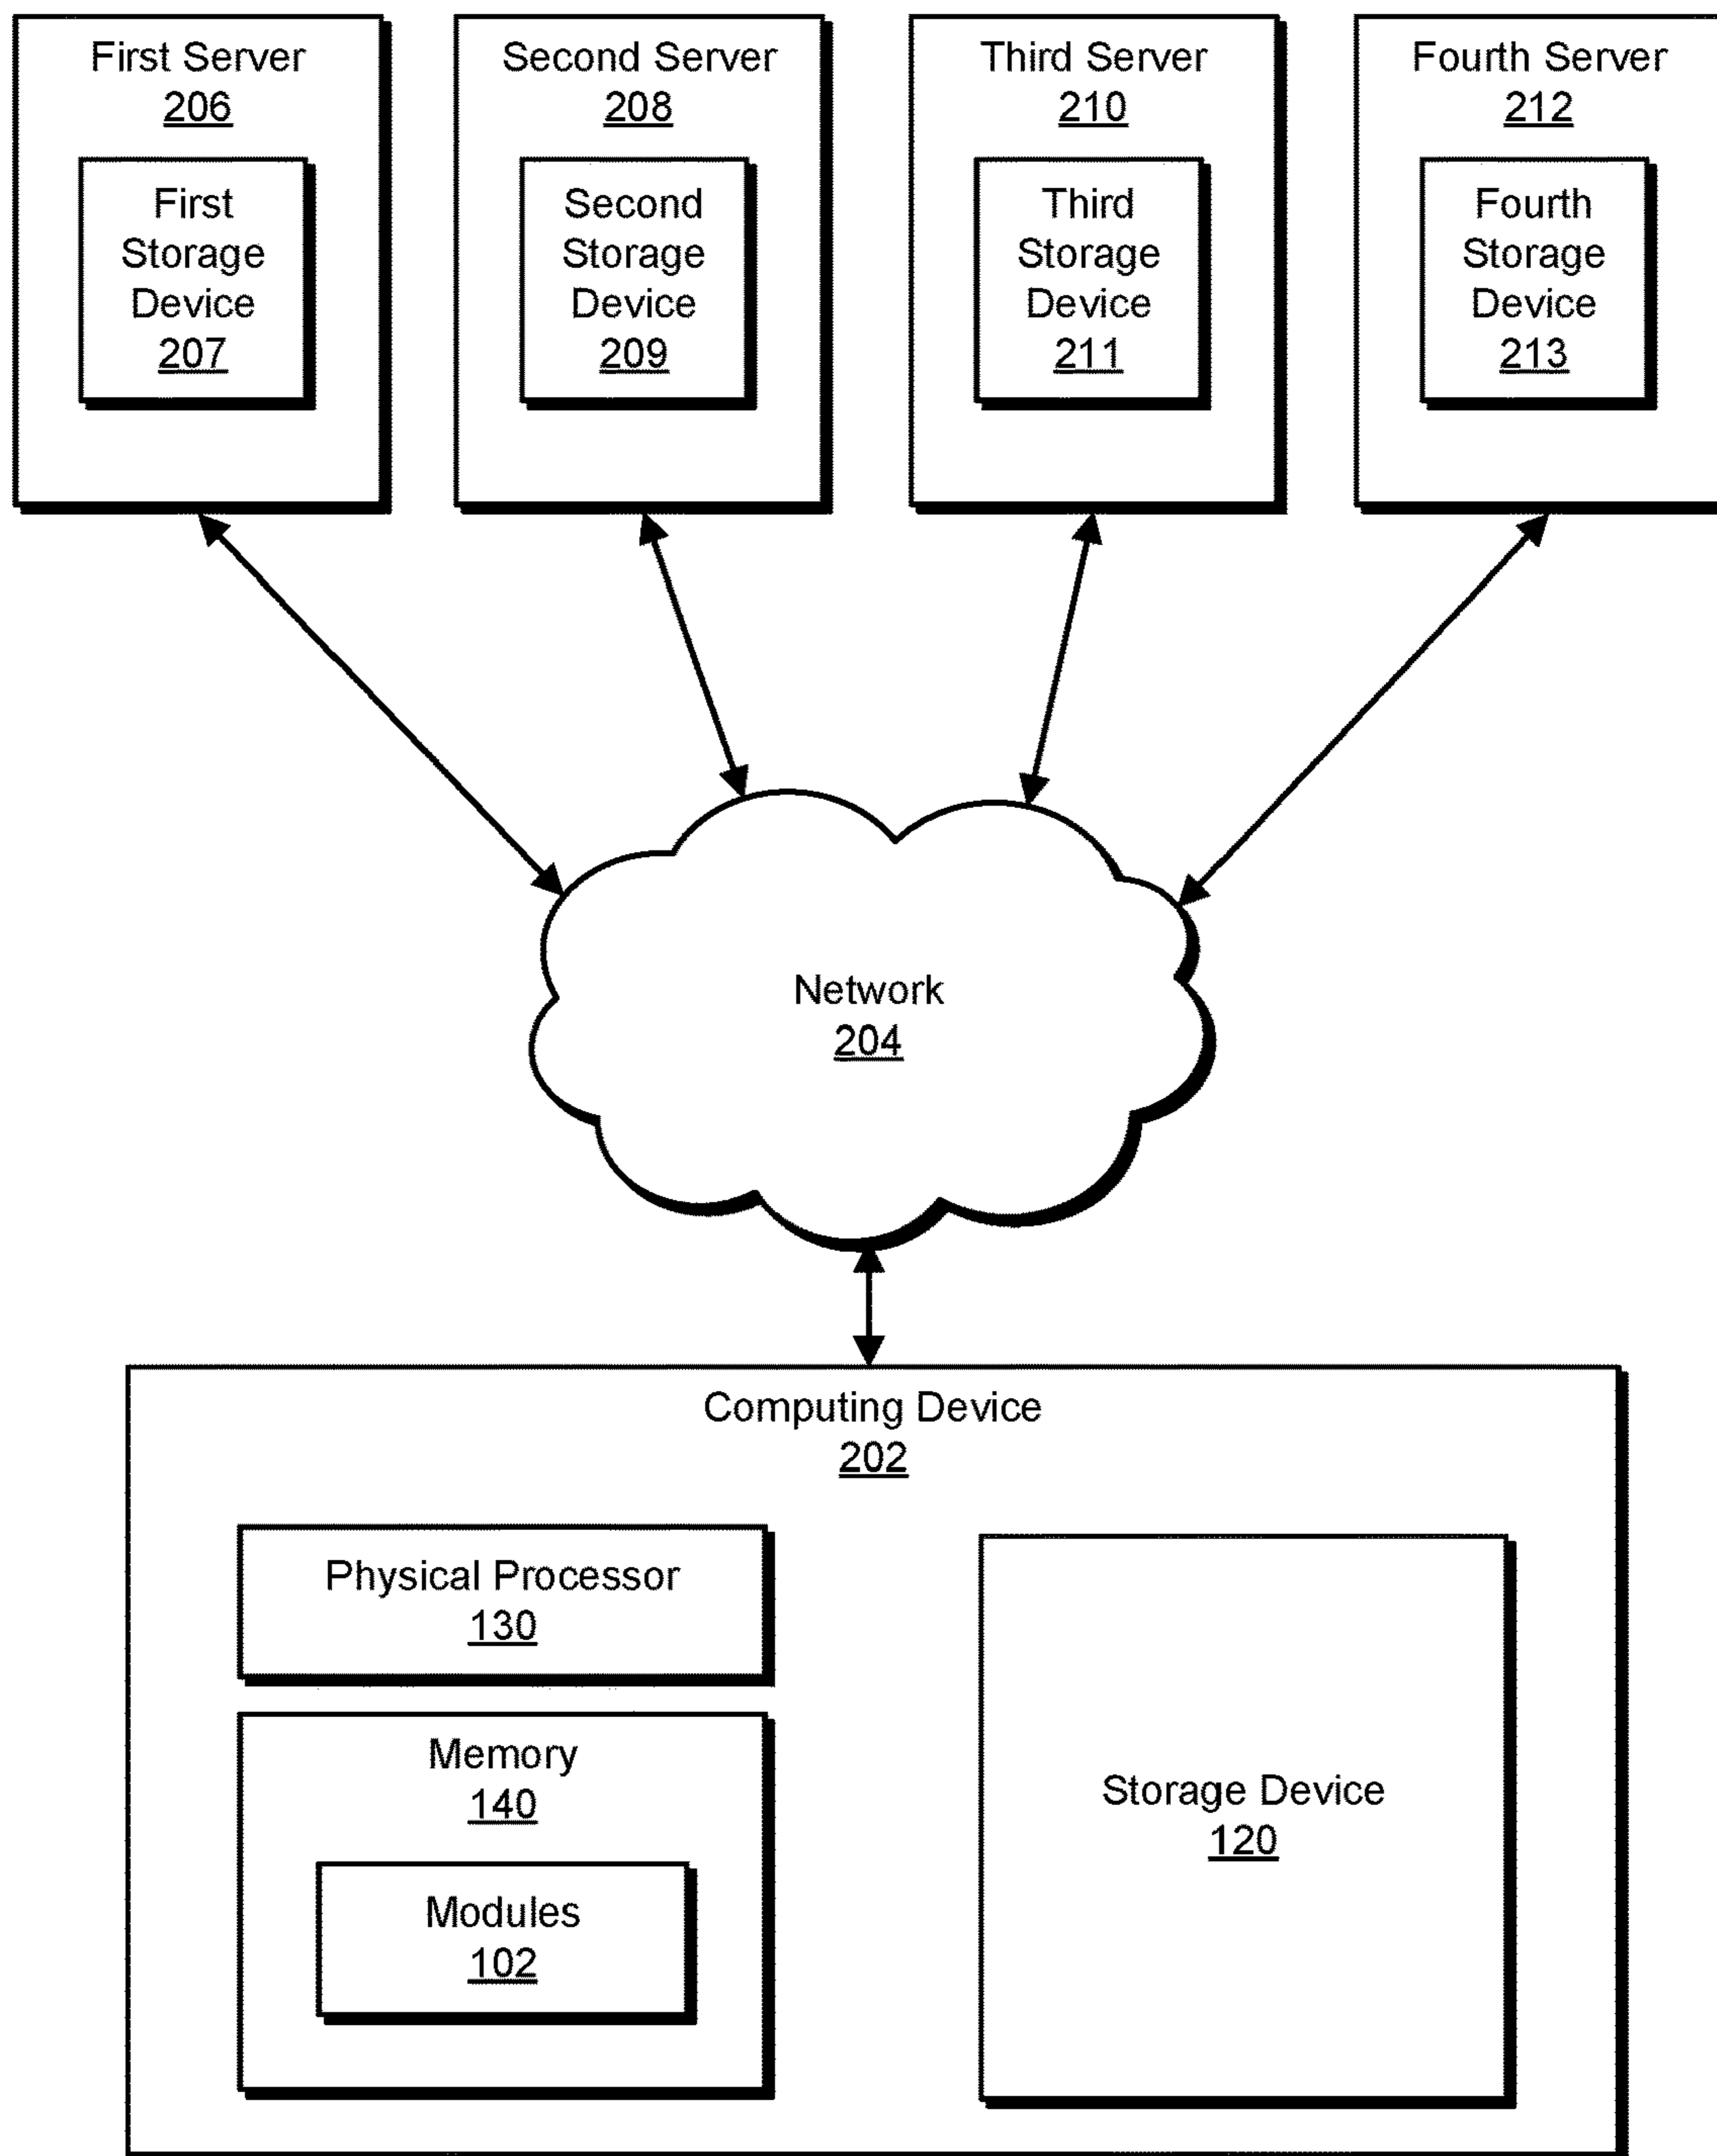 First Server
206
First
Storage
Device
207
Second Server
208
Second
Storage
Device
209
Third Server
210
Third
Storage
Device
211
Fourth Server
212
Fourth
Storage
Device
213
Network
204
Computing Device
202
Physical Processor
130
Memory
140
Modules
102
Storage Device
120